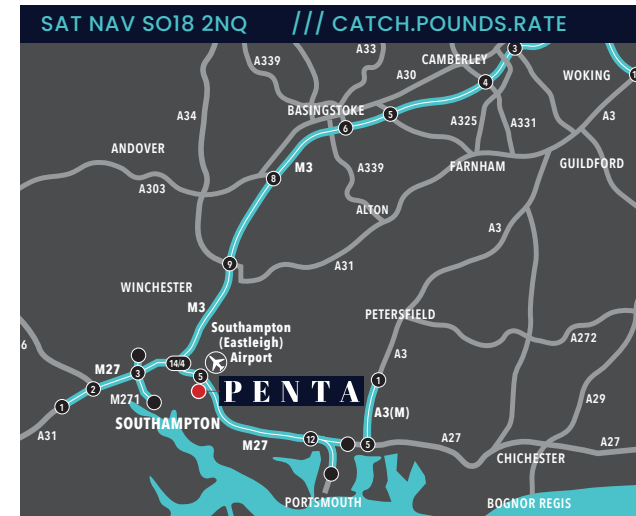 SAT NAV SO18 2NQ /// CATCH.POUNDS.RATE
A33
A339
CAMBERLEY
3
A30
WOKING
4
1
A34
BASINGSTOKE
5
6
A325
A331
A3
ANDOVER
M3
A339
FARNHAM
GUILDFORD
8
A303
ALTON
A3
9
A31
WINCHESTER
M3
PETERSFIELD
Southampton
(Eastleigh)
Airport
A272
6
14/4
A3
M27
3
5
1
2
PENTA
M271
A29
1
A3(M)
SOUTHAMPTON
A31
M27
12
5
A27
A27
CHICHESTER
PORTSMOUTH
BOGNOR REGIS